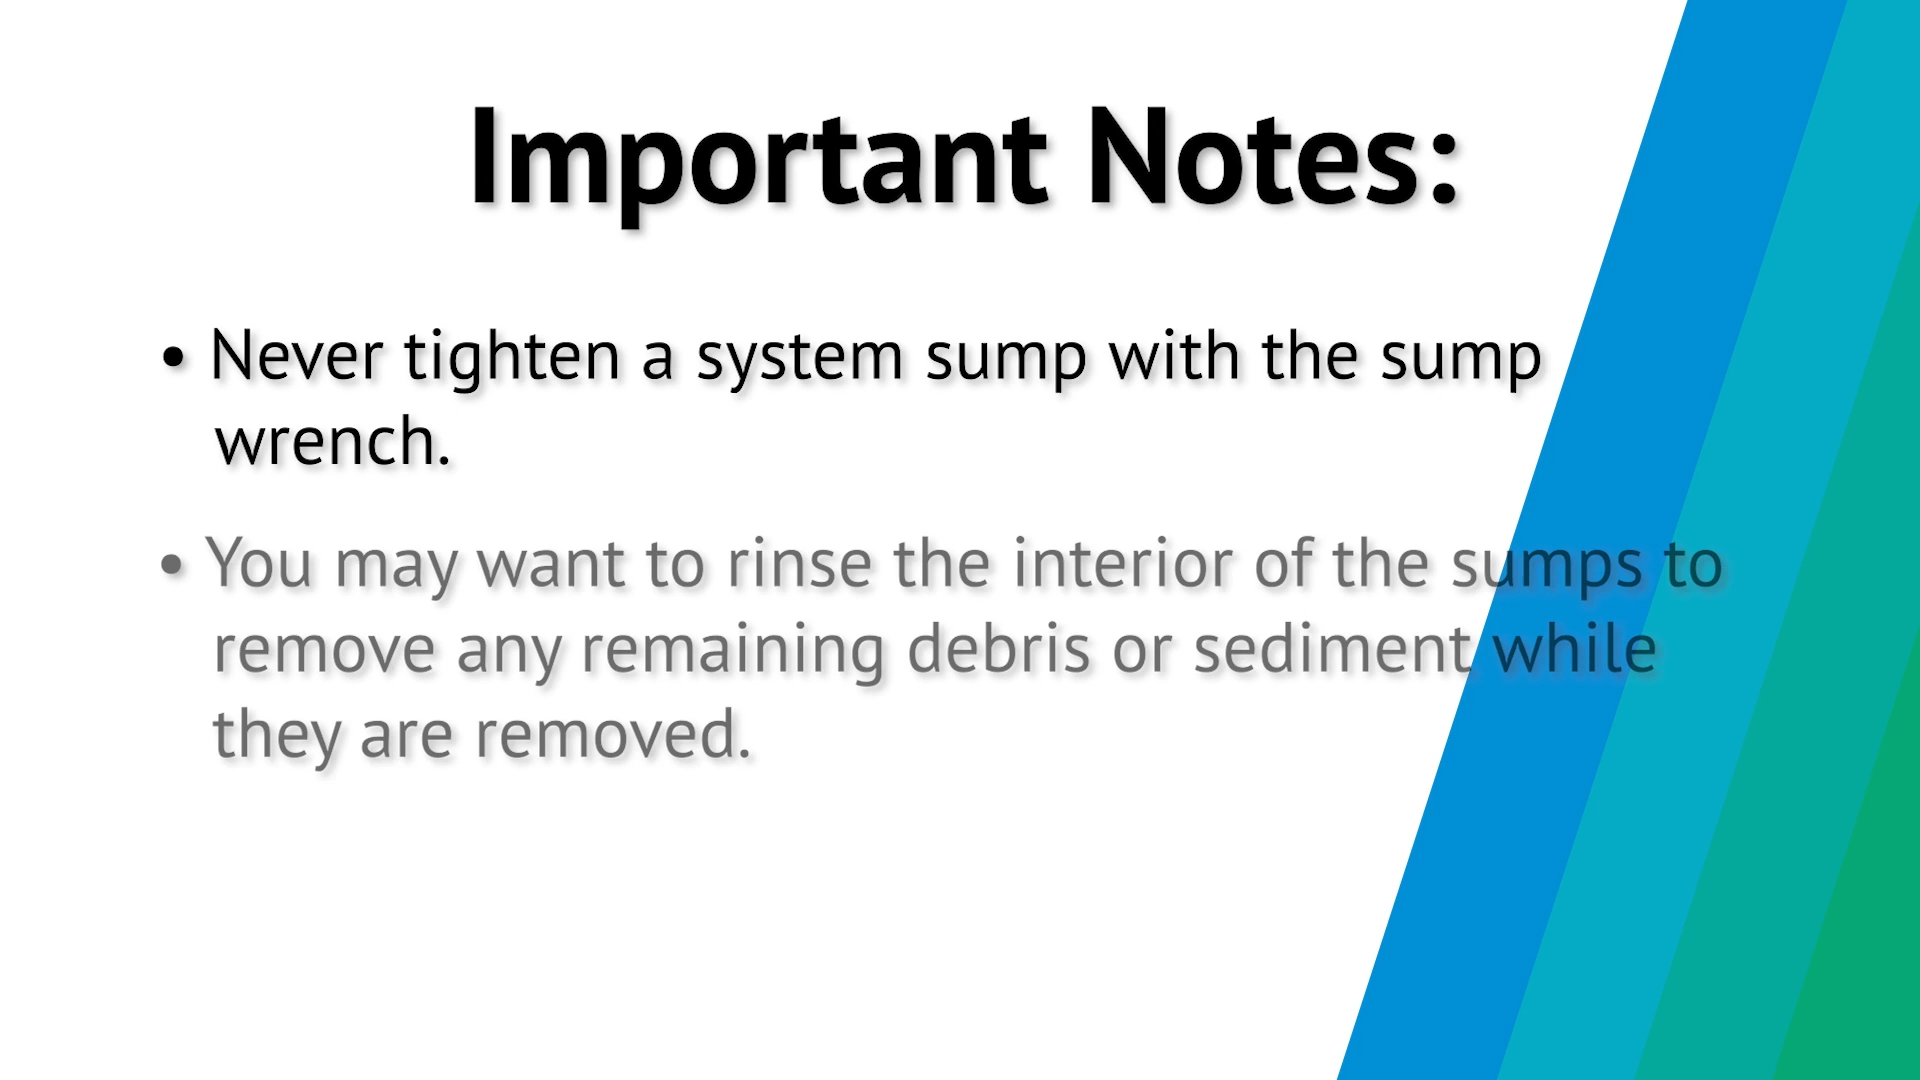 Important Notes:
• Never tighten a system sump with the sump
wrench.
• You may want to rinse the interior of the sumps to
remove any remaining debris or sediment while
they are removed.